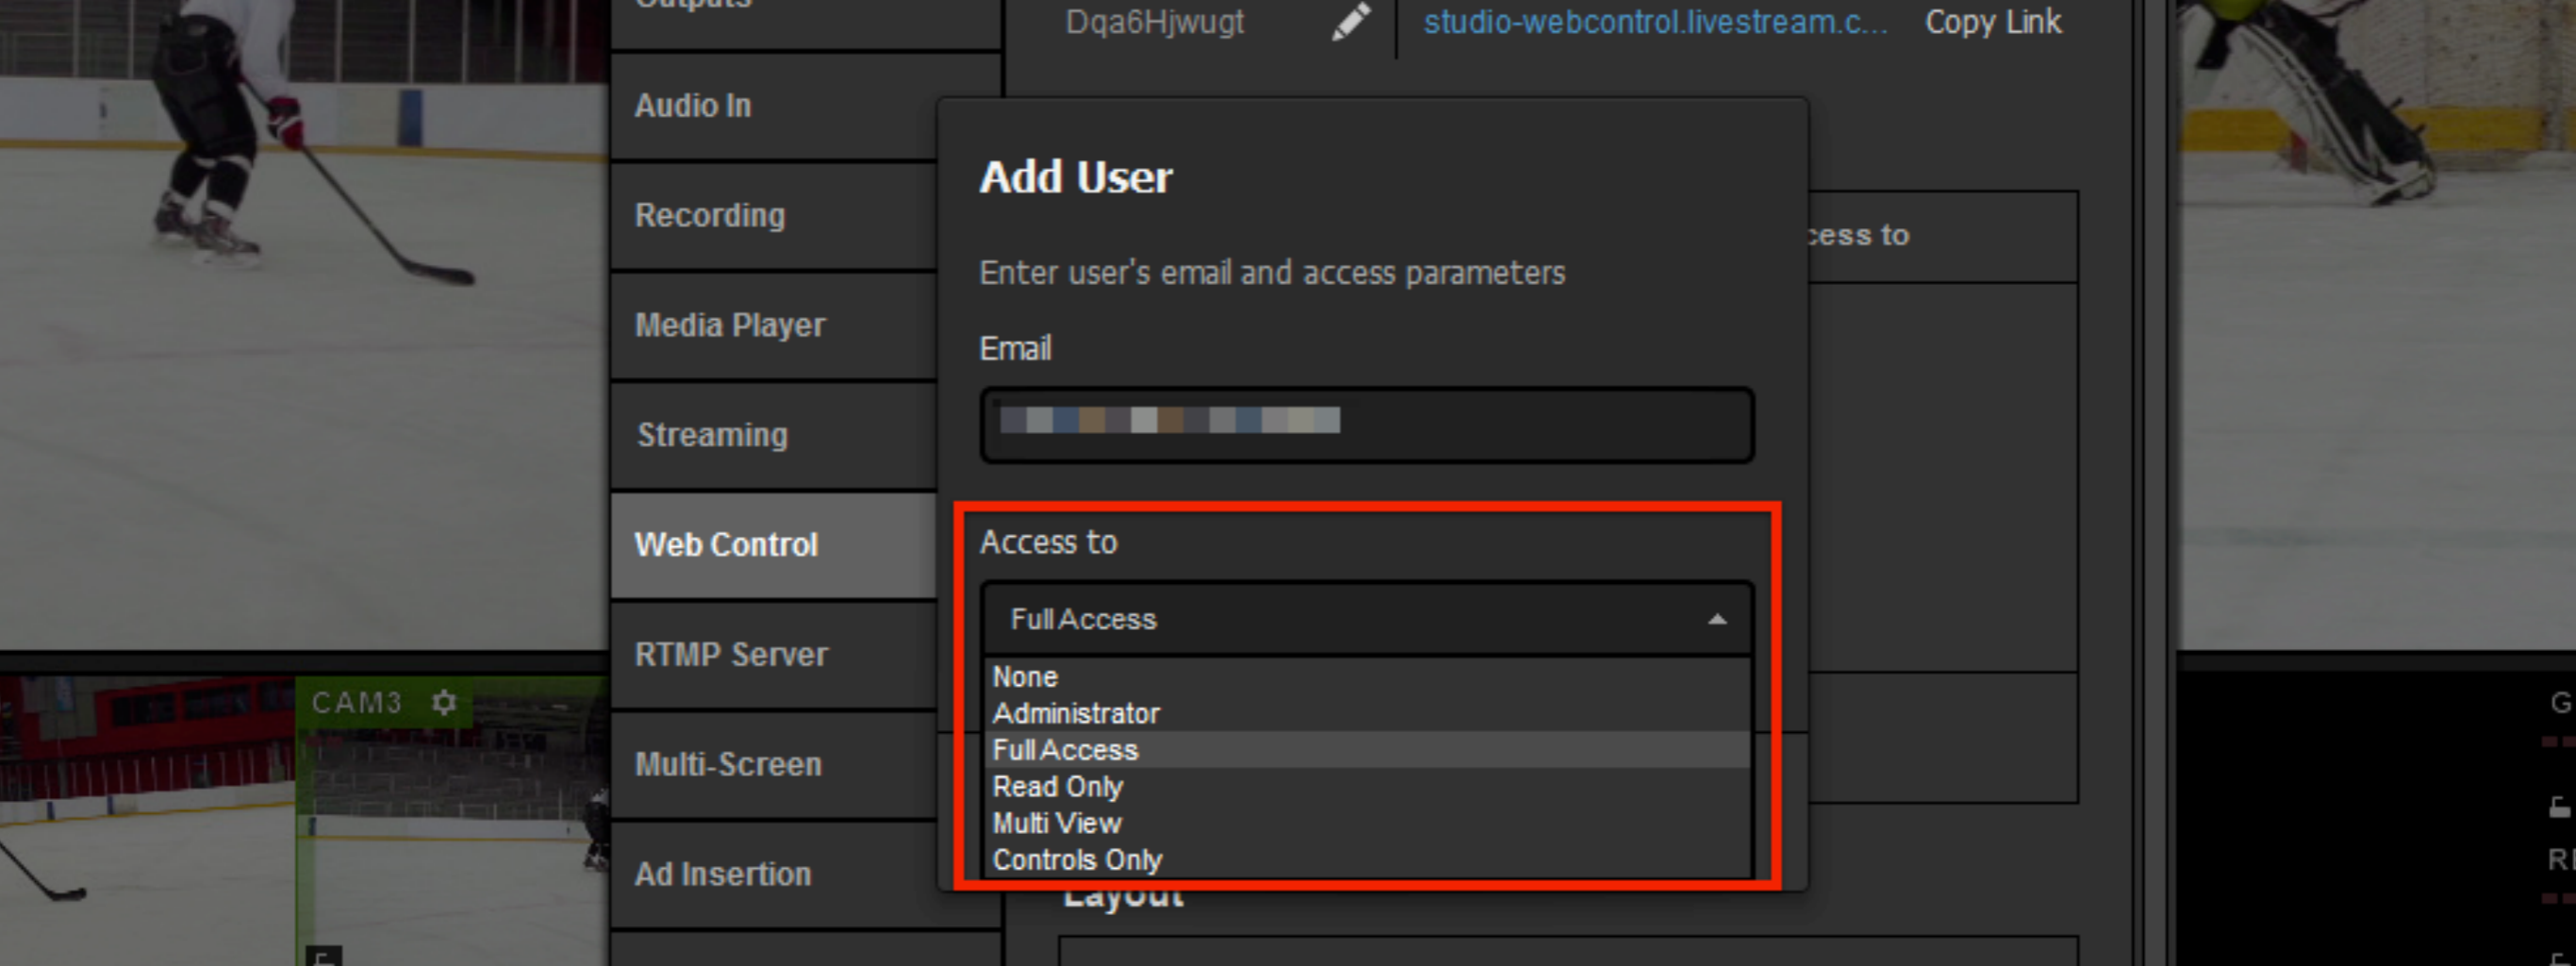 Outputs
Dqa6Hjwugt
studio-webcontrol.livestream.c...
Copy Link
Audio In
Recording
Media Player
Streaming
Web Control
RTMP Server
Multi-Screen
Ad Insertion
Add User
Enter user's email and access parameters
Email
Access to
Full Access
None
Administrator
Full Access
Read Only
Multi View
Controls Only
cess to
Layout
CAM3